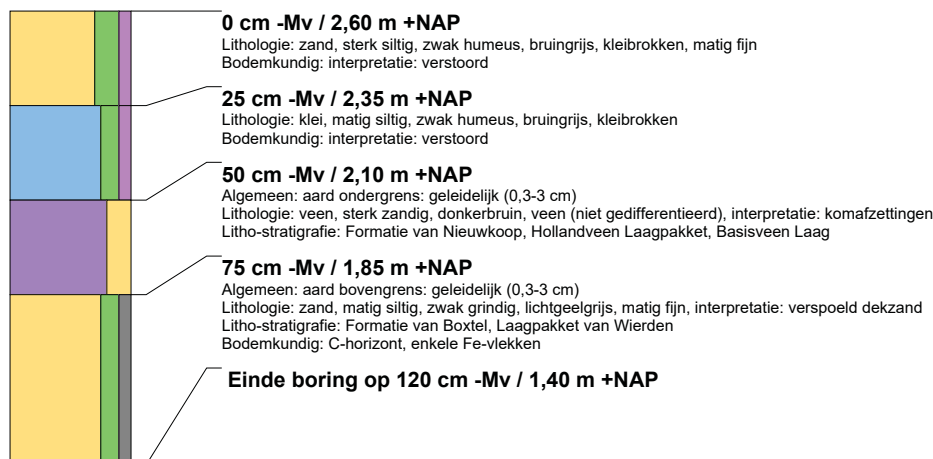 0 cm -Mv / 2,60 m +NAP
Lithologie: zand, sterk siltig, zwak humeus, bruingrijs, kleibrokken, matig fijn
Bodemkundig: interpretatie: verstoord
25 cm -Mv / 2,35 m +NAP
Lithologie: klei, matig siltig, zwak humeus, bruingrijs, kleibrokken
Bodemkundig: interpretatie: verstoord
50 cm -Mv / 2,10 m +NAP
Algemeen: aard ondergrens: geleidelijk (0,3-3 cm)
Lithologie: veen, sterk zandig, donkerbruin, veen (niet gedifferentieerd), interpretatie: komafzettingen
Litho-stratigrafie: Formatie van Nieuwkoop, Hollandveen Laagpakket, Basisveen Laag
75 cm -Mv / 1,85 m +NAP
Algemeen: aard bovengrens: geleidelijk (0,3-3 cm)
Lithologie: zand, matig siltig, zwak grindig, lichtgeelgrijs, matig fijn, interpretatie: verspoeld dekzand
Litho-stratigrafie: Formatie van Boxtel, Laagpakket van Wierden
Bodemkundig: C-horizont, enkele Fe-vlekken
Einde boring op 120 cm -Mv / 1,40 m +NAP